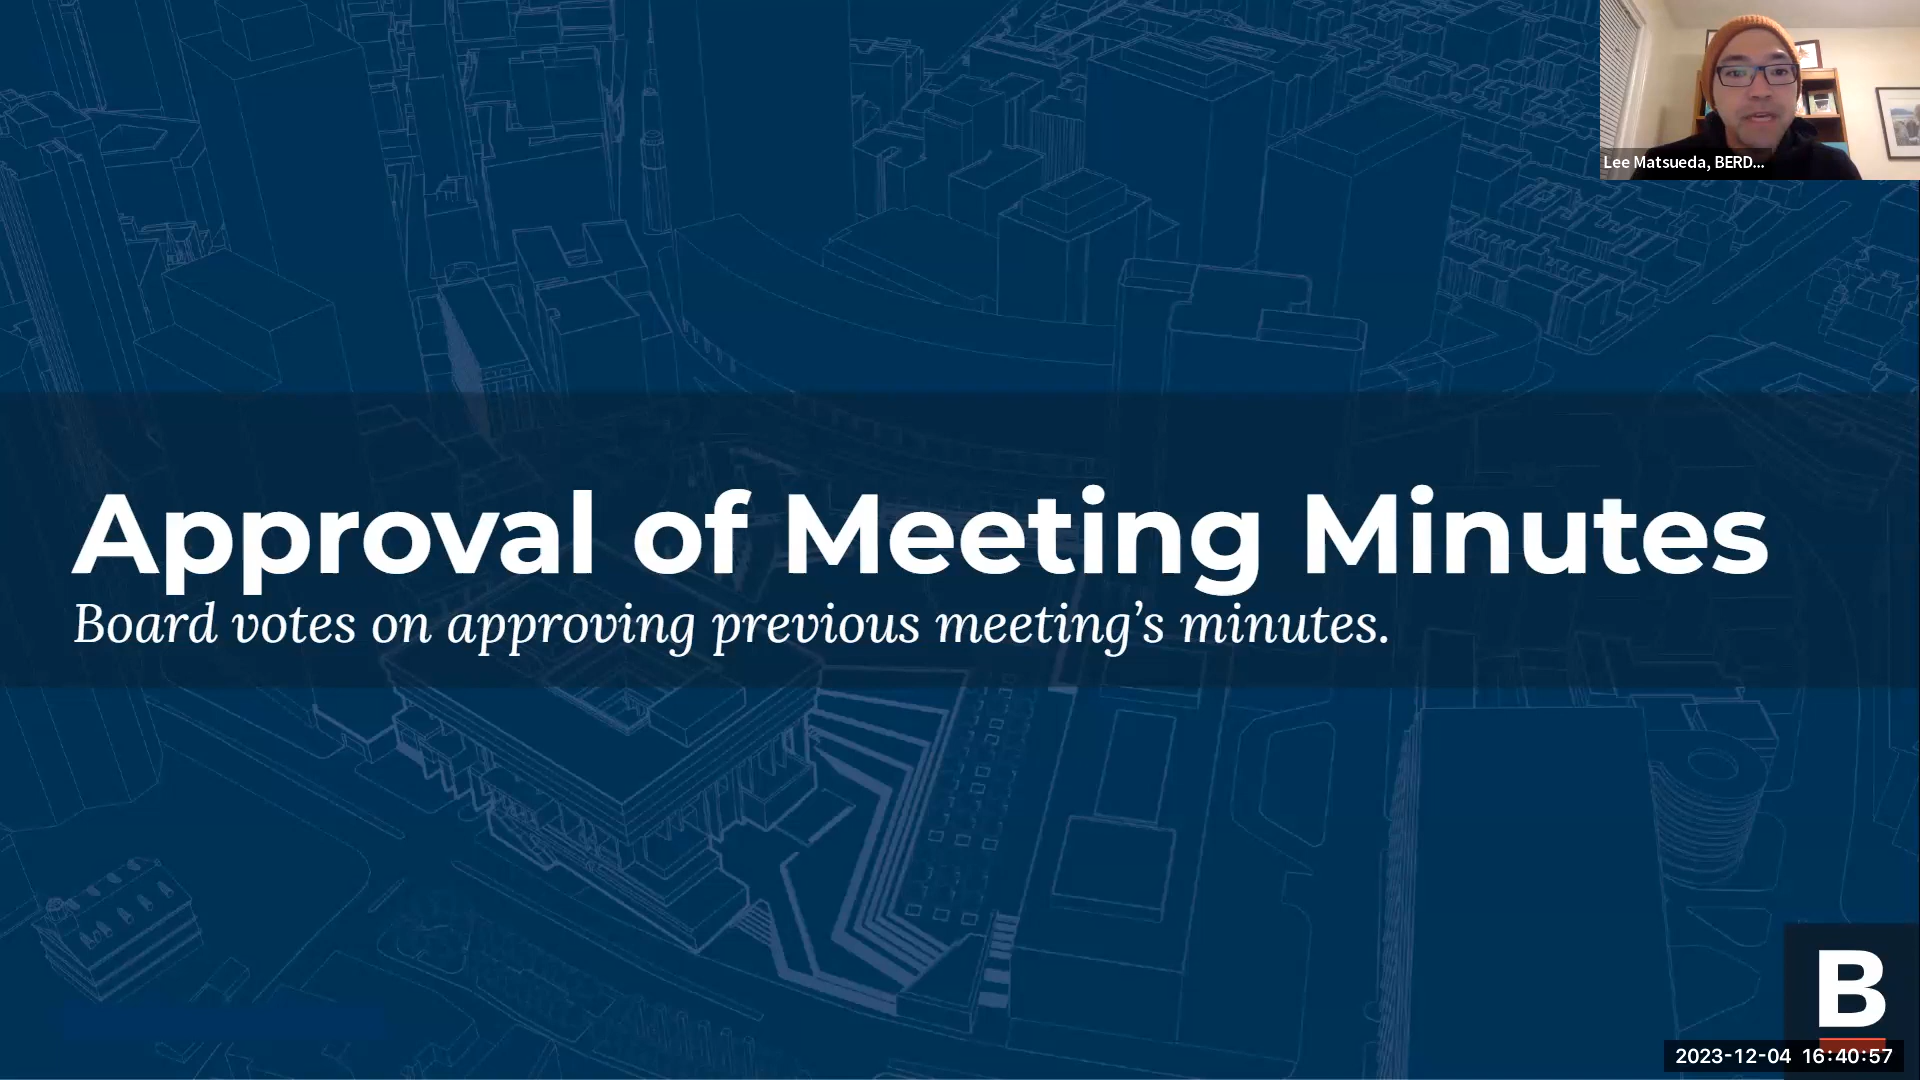 Lee Matsueda, BERD...
Approval of Meeting Minutes
Board votes on approving previous meeting’s minutes.
B
2023-12-04 16:40:57